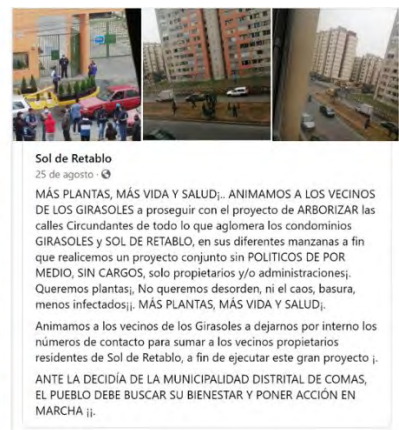 Sol de Retablo
25 de agosto ·
MÁS PLANTAS, MÁS VIDA Y SALUD¡.. ANIMAMOS A LOS VECINOS
DE LOS GIRASOLES a proseguir con el proyecto de ARBORIZAR las
calles Circundantes de todo lo que aglomera los condominios
GIRASOLES y SOL DE RETABLO, en sus diferentes manzanas a fin
que realicemos un proyecto conjunto sin POLITICOS DE POR
MEDIO, SIN CARGOS, solo propietarios y/o administraciones¡.
Queremos plantas¡, No queremos desorden, ni el caos, basura,
menos infectados¡¡. MÁS PLANTAS, MÁS VIDA Y SALUD¡.
Animamos a los vecinos de los Girasoles a dejarnos por interno los
números de contacto para sumar a los vecinos propietarios
residentes de Sol de Retablo, a fin de ejecutar este gran proyecto ¡.
ANTE LA DECIDÍA DE LA MUNICIPALIDAD DISTRITAL DE COMAS,
EL PUEBLO DEBE BUSCAR SU BIENESTAR Y PONER ACCIÓN EN
MARCHA ¡¡.